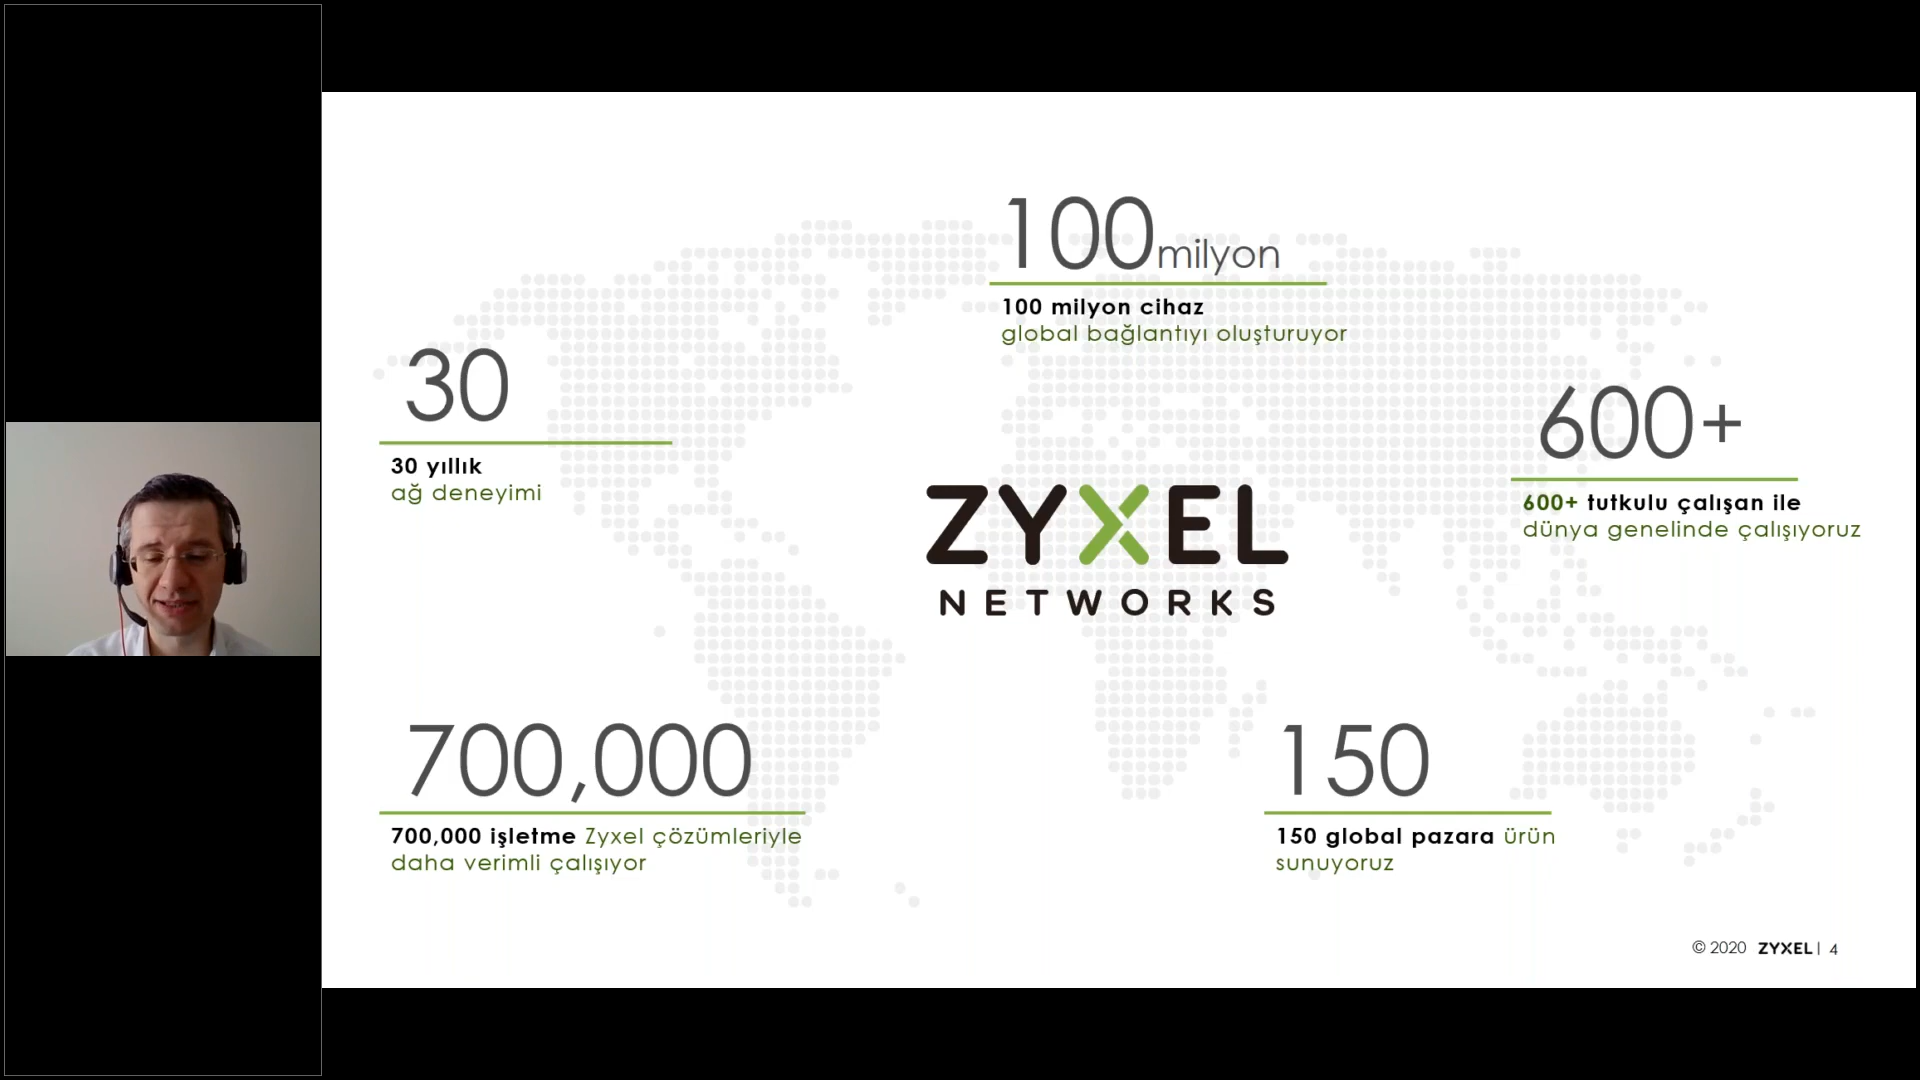 100 milyon
100 milyon cihaz
global bağlantıyı oluşturuyor
30
30 yıllık
ağ deneyimi
600+
600+ tutkulu çalışan ile
dünya genelinde çalışıyoruz
ZYXEL
NETWORKS
700,000
700,000 işletme Zyxel çözümleriyle
daha verimli çalışıyor
150
150 global pazara ürün
sunuyoruz
© 2020 ZYXEL | 4